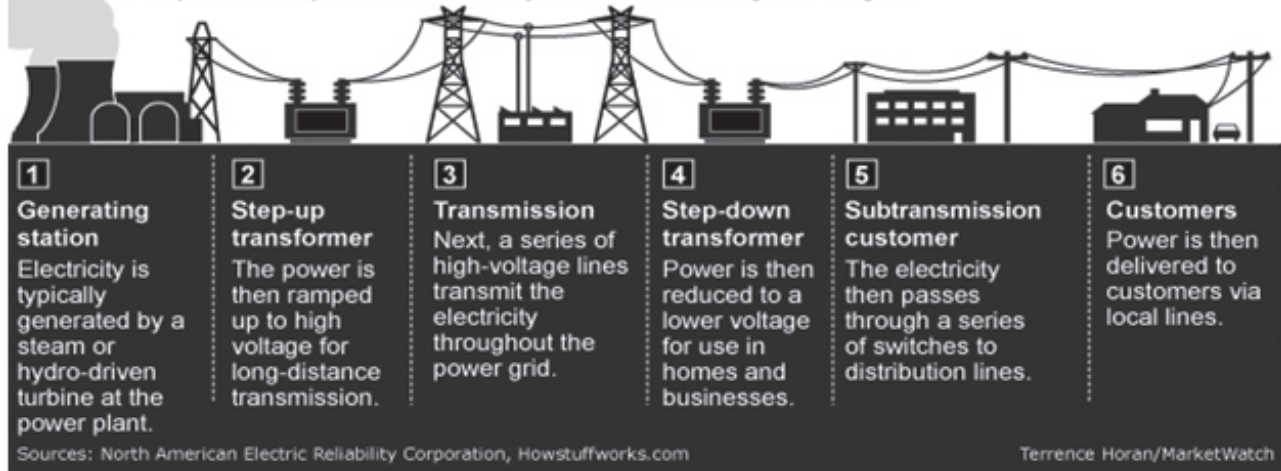 1
Generating
station
Electricity is
typically
generated by a
steam or
hydro-driven
turbine at the
power plant.
2
Step-up
transformer
The power is
then ramped
up to high
voltage for
long-distance
transmission.
3
Transmission
Next, a series of
high-voltage lines
transmit the
electricity
throughout the
power grid.
4
Step-down
transformer
Power is then
reduced to a
lower voltage
for use in
homes and
businesses.
5
Subtransmission
customer
The electricity
then passes
through a series
of switches to
distribution lines.
6
Customers
Power is then
delivered to
customers via
local lines.
Sources: North American Electric Reliability Corporation, Howstuffworks.com
Terrence Horan/MarketWatch